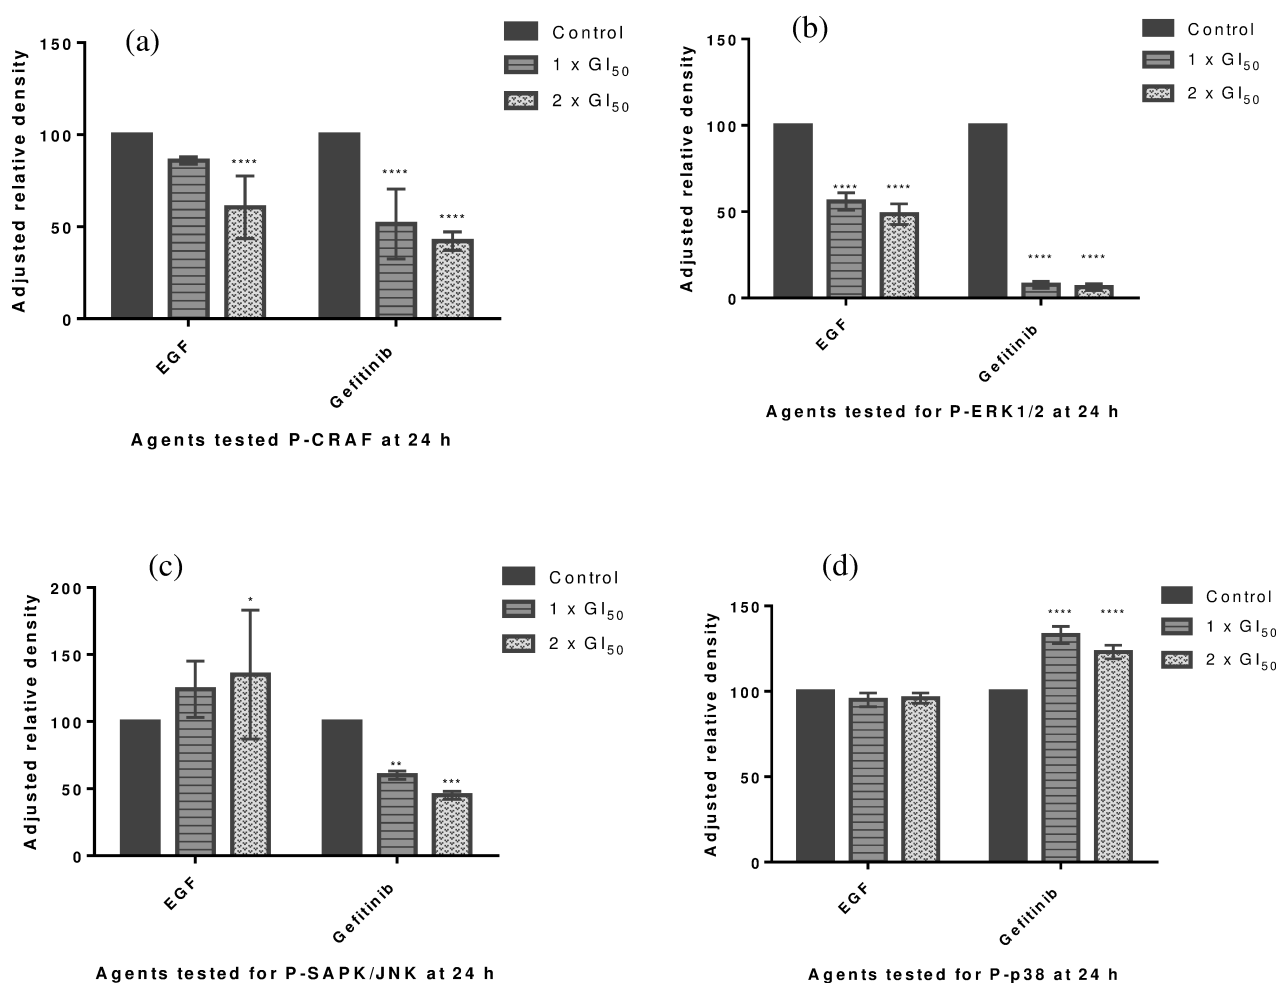 (a)
Control
1 x GI50
2 x GI50
Adjusted relative density
150
100
50
0
****
****
****
EGF
Gefitinib
Agents tested P-CRAF at 24 h
(b)
Control
1 x GI50
2 x GI50
Adjusted relative density
150
100
50
0
****
****
****
****
EGF
Gefitinib
Agents tested for P-ERK1/2 at 24 h
(c)
Control
1 x GI50
2 x GI50
Adjusted relative density
200
150
100
50
0
*
**
***
EGF
Gefitinib
Agents tested for P-SAPK/JNK at 24 h
(d)
Control
1 x GI50
2 x GI50
Adjusted relative density
150
100
50
0
****
****
EGF
Gefitinib
Agents tested for P-p38 at 24 h